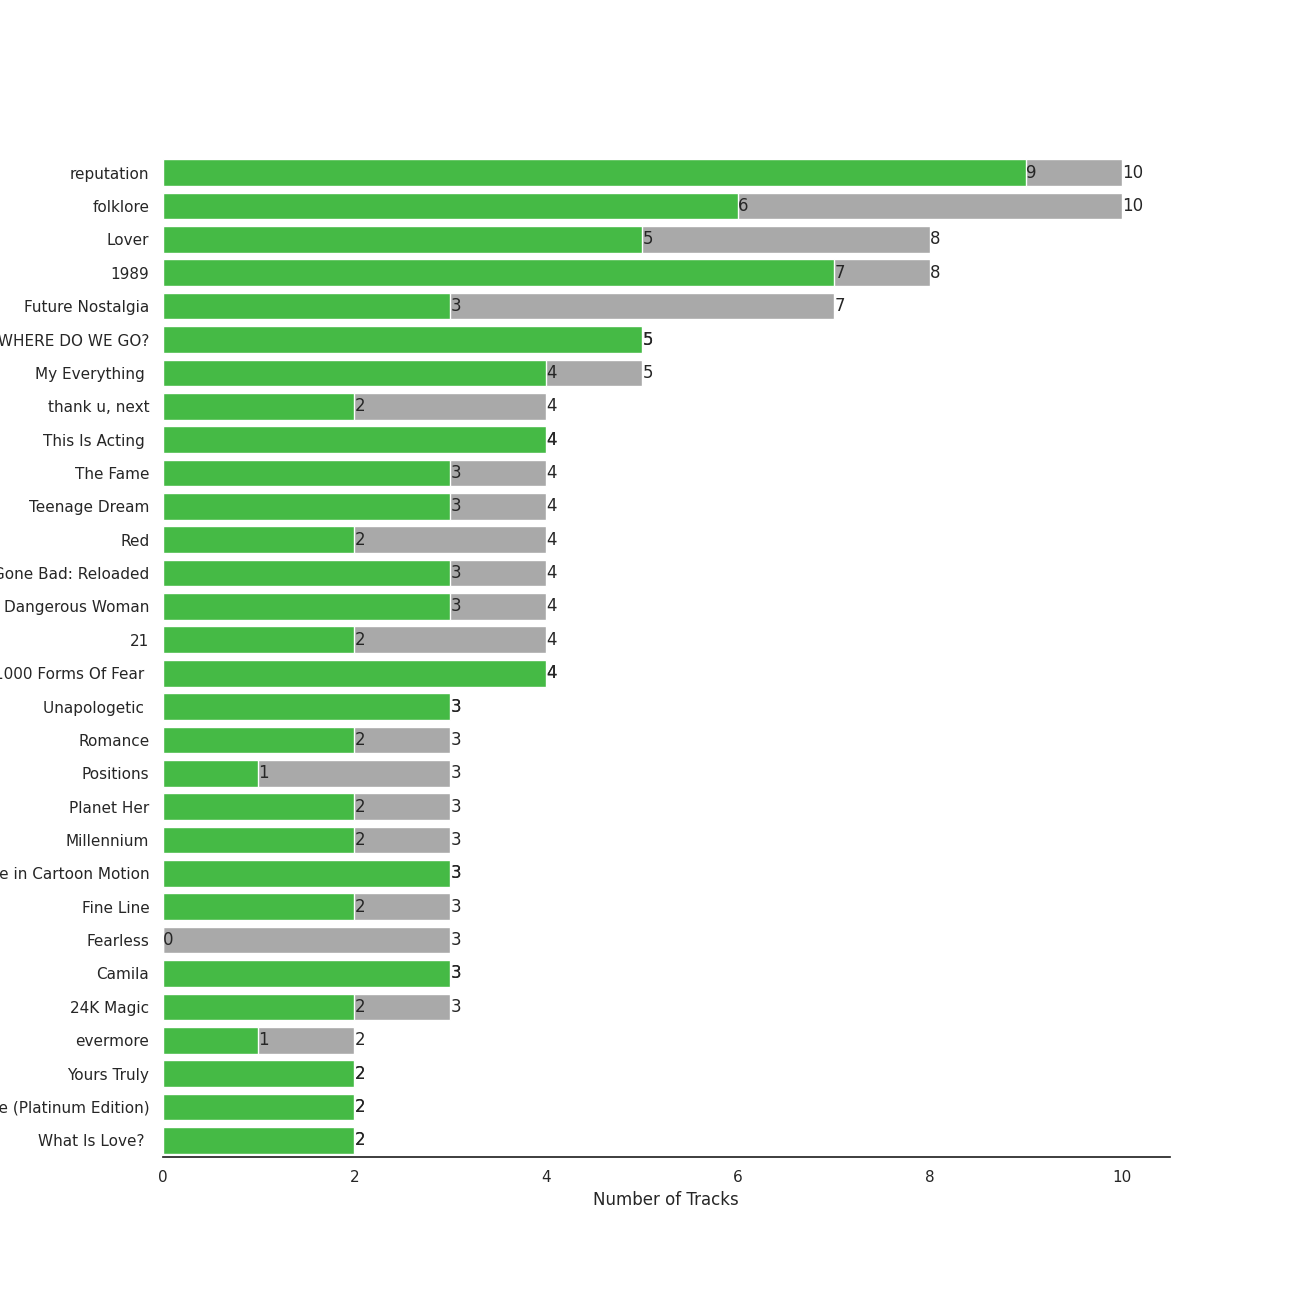 reputation 9 10
folklore 6 10
Lover 5 8
1989 7 8
Future Nostalgia 3 7
WHERE DO WE GO? 5
My Everything 4 5
thank u, next 2 4
This Is Acting 4
The Fame 3 4
Teenage Dream 3 4
Red 2 4
Gone Bad: Reloaded 3 4
Dangerous Woman 3 4
21 2 4
1000 Forms Of Fear 4
Unapologetic 3
Romance 2 3
Positions 1 3
Planet Her 2 3
Millennium 2 3
e in Cartoon Motion 3
Fine Line 2 3
Fearless 0 3
Camila 3
24K Magic 2 3
evermore 1 2
Yours Truly 2
e (Platinum Edition) 2
What Is Love? 2
0 2 4 6 8 10
Number of Tracks